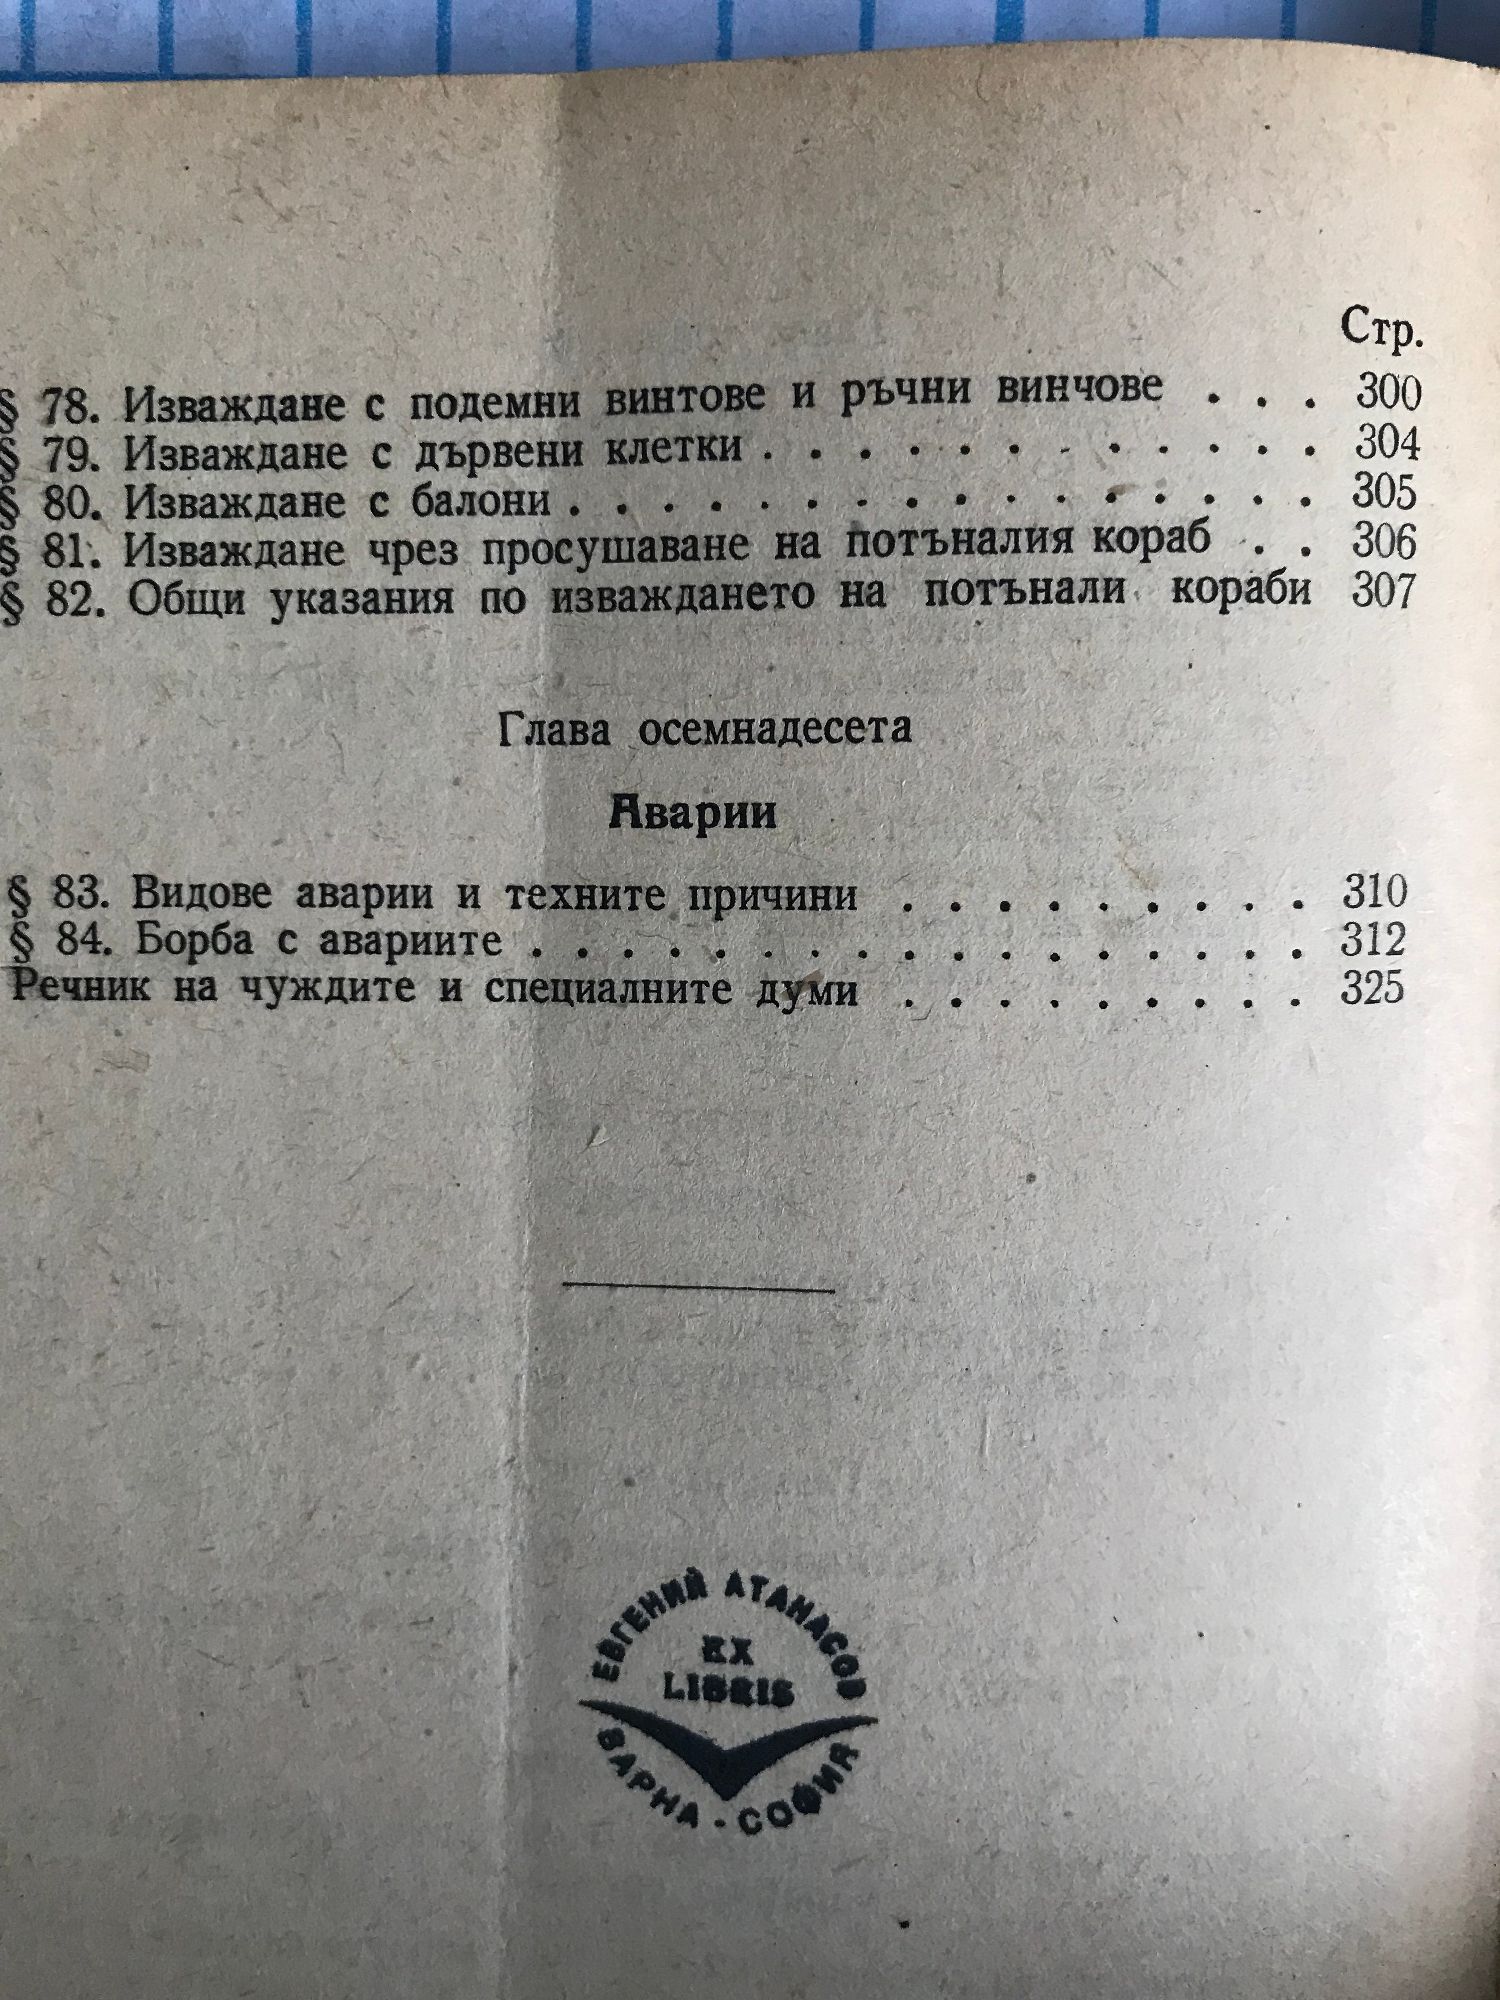 Стр.
§ 78. Изваждане с подемни винтове и ръчни винчове . . . 300
§ 79. Изваждане с дървени клетки . . . . . . . . . . . . 304
§ 80. Изваждане с балони . . . . . . . . . . . . . . . . 305
§ 81. Изваждане чрез просушаване на потъналия кораб . . 306
§ 82. Общи указания по изваждането на потънали кораби 307
Глава осемнадесета
Аварии
§ 83. Видове аварии и техните причини . . . . . . . . . 310
§ 84. Борба с авариите . . . . . . . . . . . . . . . . . 312
Речник на чуждите и специалните думи . . . . . . . . . 325
ЕВГЕНИЙ АТАНАСОВ
EX
LIBRIS
ВАРНА - СОФИЯ